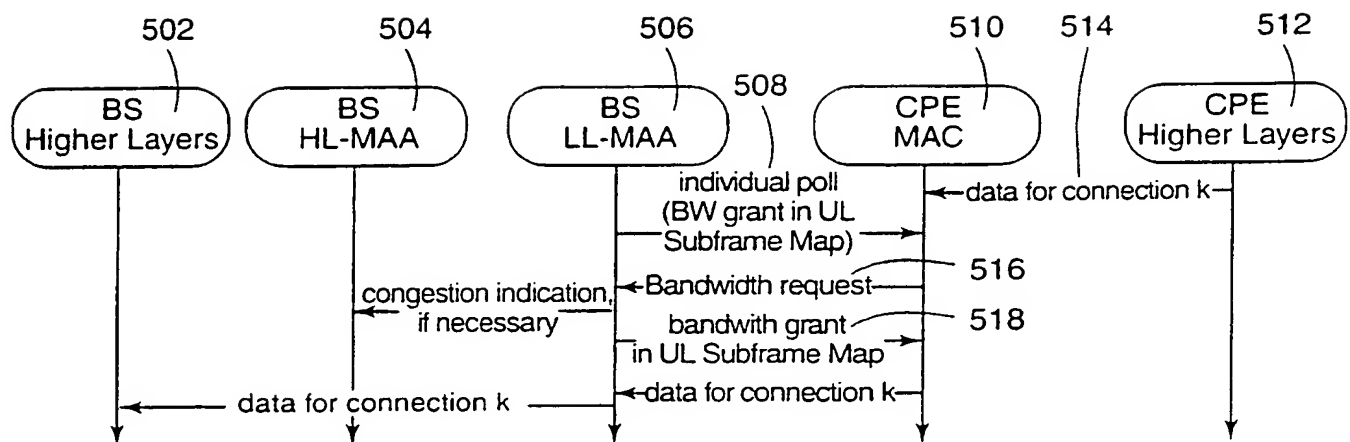 502
504
506
510
514
512
508
BS
Higher Layers
BS
HL-MAA
BS
LL-MAA
CPE
MAC
CPE
Higher Layers
individual poll
(BW grant in UL
Subframe Map)
data for connection k
Bandwidth request
516
congestion indication,
if necessary
bandwith grant
in UL Subframe Map
518
data for connection k
data for connection k